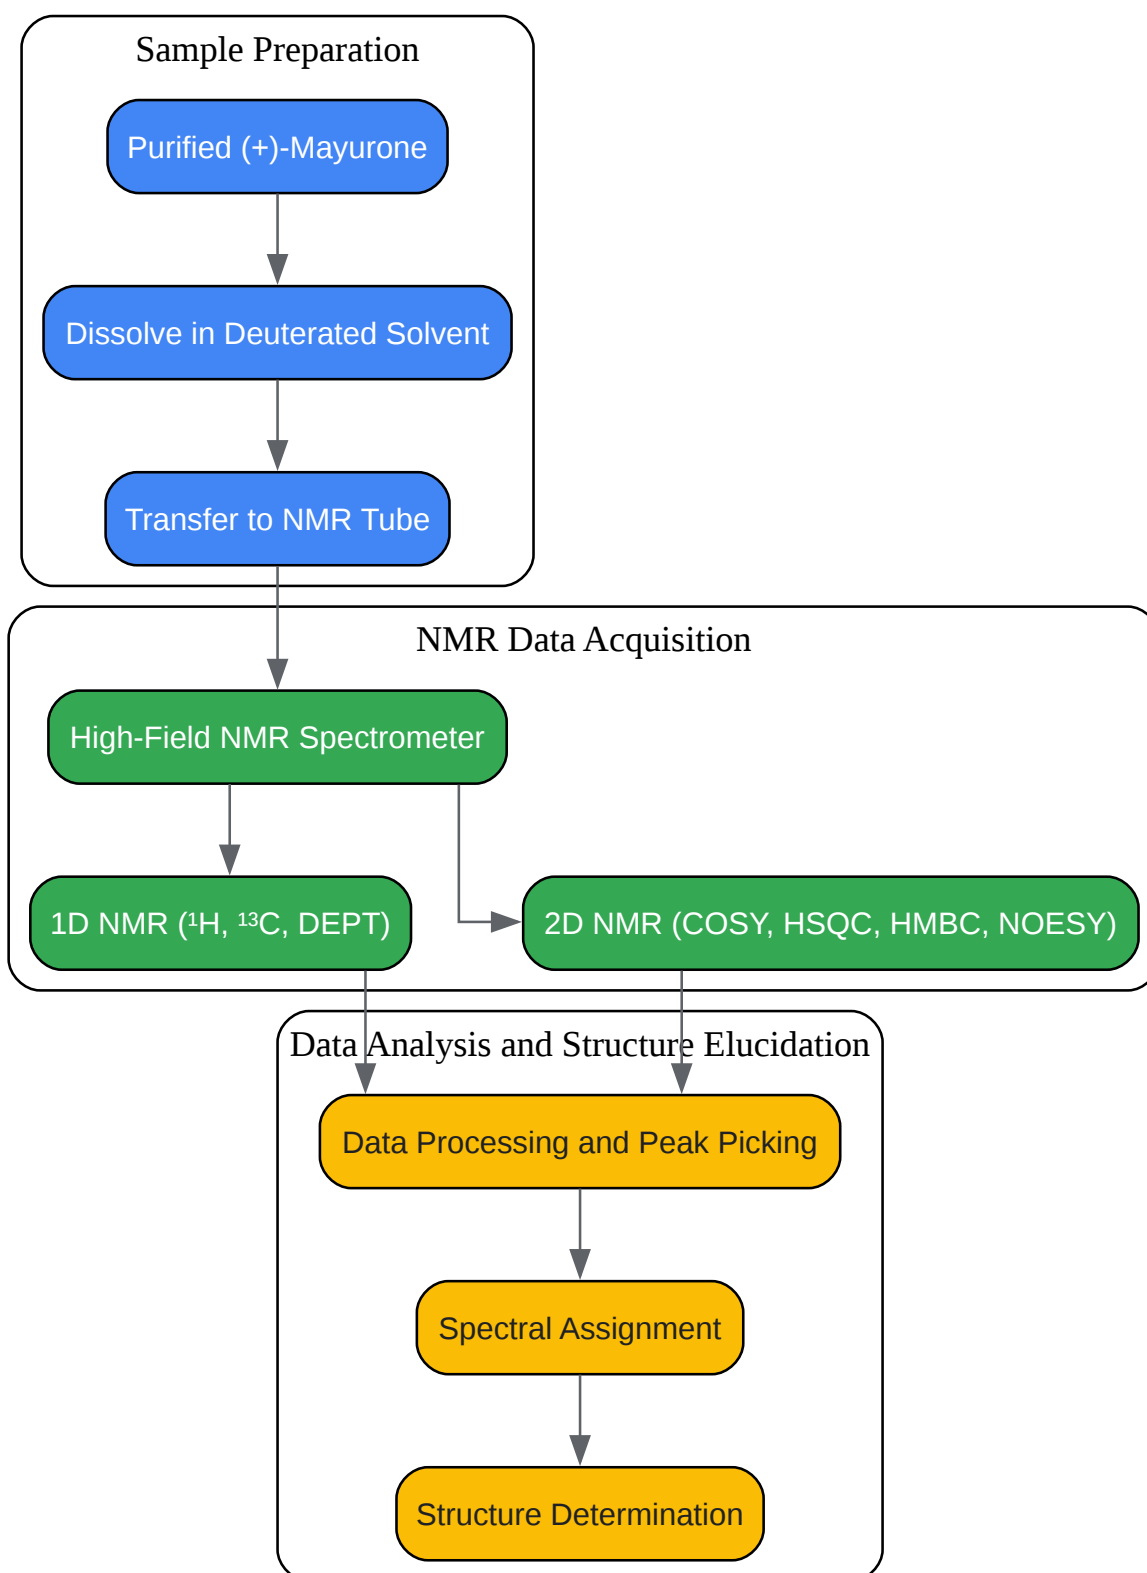 Sample Preparation
Purified (+)-Mayurone
Dissolve in Deuterated Solvent
Transfer to NMR Tube
NMR Data Acquisition
High-Field NMR Spectrometer
1D NMR (¹H, ¹³C, DEPT)
2D NMR (COSY, HSQC, HMBC, NOESY)
Data Analysis and Structure Elucidation
Data Processing and Peak Picking
Spectral Assignment
Structure Determination